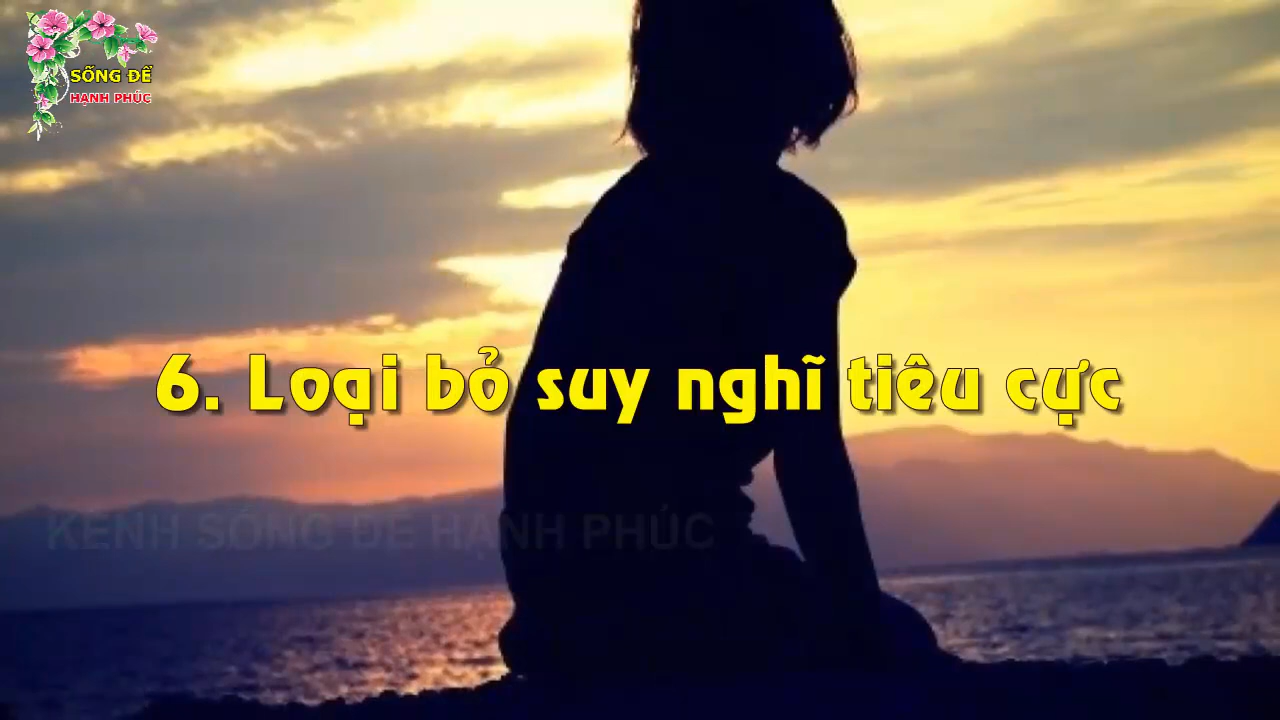 SỐNG ĐỂ
HẠNH PHÚC
6. Loại bỏ suy nghĩ tiêu cực
KÊNH SỐNG ĐỂ HẠNH PHÚC